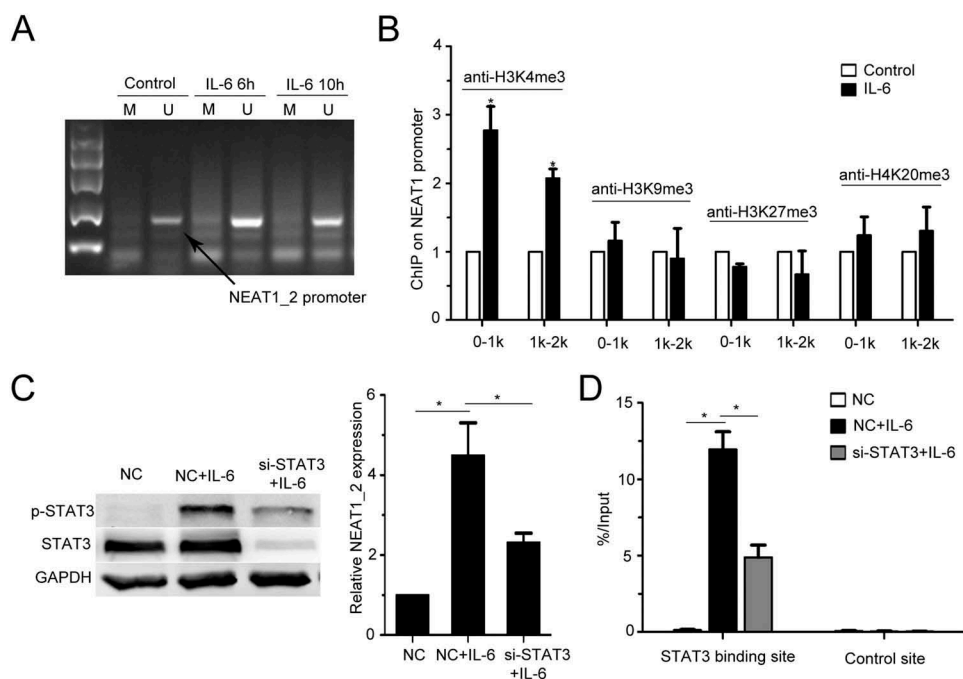 A
Control IL-6 6h IL-6 10h
M U M U M U
NEAT1_2 promoter
B
Control
IL-6
anti-H3K4me3
anti-H3K9me3
anti-H3K27me3
anti-H4K20me3
* *
ChIP on NEAT1 promoter
4
3
2
1
0
0-1k 1k-2k 0-1k 1k-2k 0-1k 1k-2k 0-1k 1k-2k
C
NC NC+IL-6 si-STAT3
+IL-6
p-STAT3
STAT3
GAPDH
Relative NEAT1_2 expression
6
4
2
0
* *
NC NC+IL-6 si-STAT3
+IL-6
D
NC
NC+IL-6
si-STAT3+IL-6
%/Input
15
10
5
0
* *
STAT3 binding site Control site